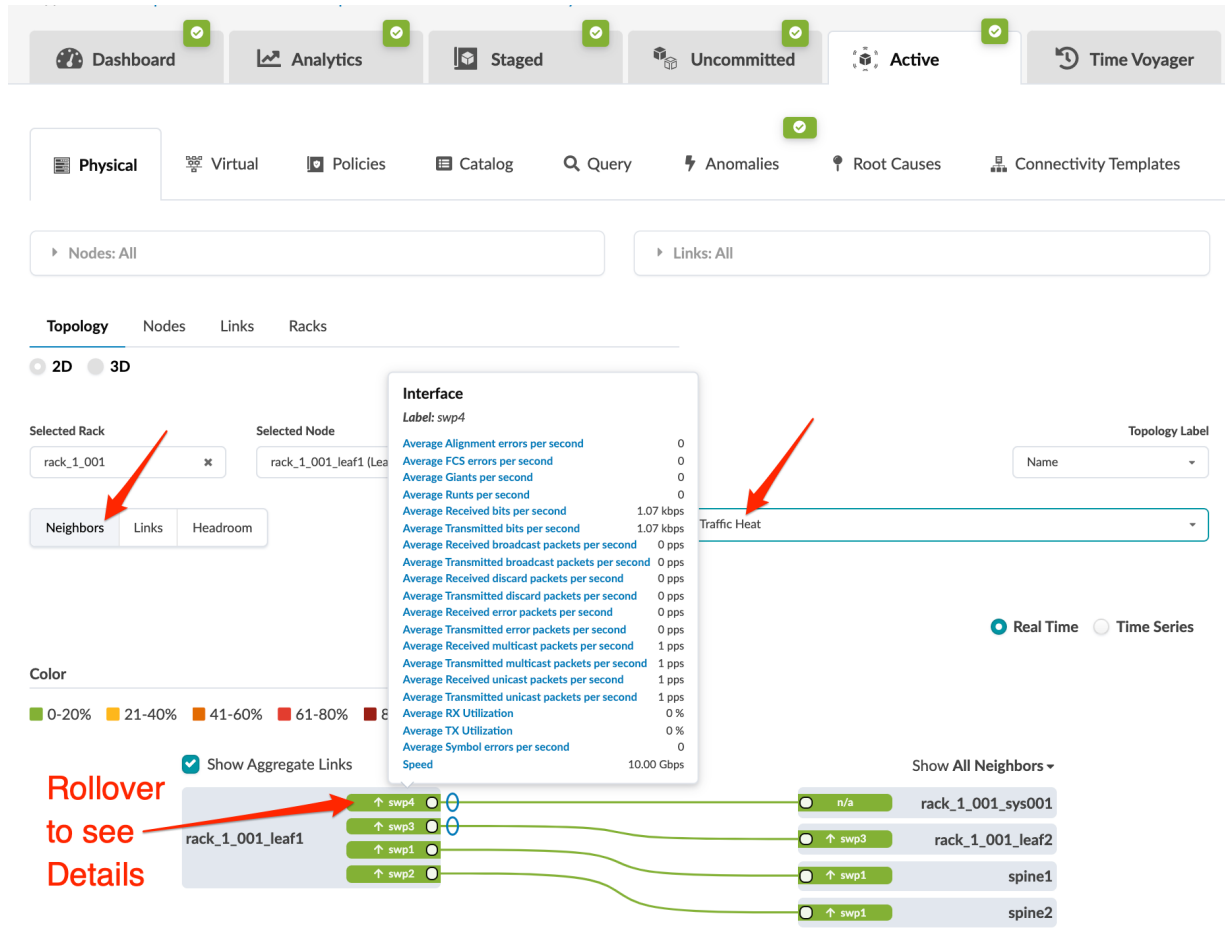 Dashboard
Analytics
Staged
Uncommitted
Active
Time Voyager
Physical
Virtual
Policies
Catalog
Query
Anomalies
Root Causes
Connectivity Templates
Nodes: All
Links: All
Topology
Nodes
Links
Racks
2D
3D
Selected Rack
Selected Node
Topology Label
rack_1_001
rack_1_001_leaf1 (Lea
Name
Neighbors
Links
Headroom
Traffic Heat
Interface
Label: swp4
Average Alignment errors per second 0
Average FCS errors per second 0
Average Giants per second 0
Average Runts per second 0
Average Received bits per second 1.07 kbps
Average Transmitted bits per second 1.07 kbps
Average Received broadcast packets per second 0 pps
Average Transmitted broadcast packets per second 0 pps
Average Received discard packets per second 0 pps
Average Transmitted discard packets per second 0 pps
Average Received error packets per second 0 pps
Average Transmitted error packets per second 0 pps
Average Received multicast packets per second 1 pps
Average Transmitted multicast packets per second 1 pps
Average Received unicast packets per second 1 pps
Average Transmitted unicast packets per second 1 pps
Average RX Utilization 0 %
Average TX Utilization 0 %
Average Symbol errors per second 0
Speed 10.00 Gbps
Real Time
Time Series
Color
0-20%
21-40%
41-60%
61-80%
8
Show Aggregate Links
Show All Neighbors
Rollover
to see
Details
rack_1_001_leaf1
swp4
swp3
swp1
swp2
n/a
rack_1_001_sys001
swp3
rack_1_001_leaf2
swp1
spine1
swp1
spine2